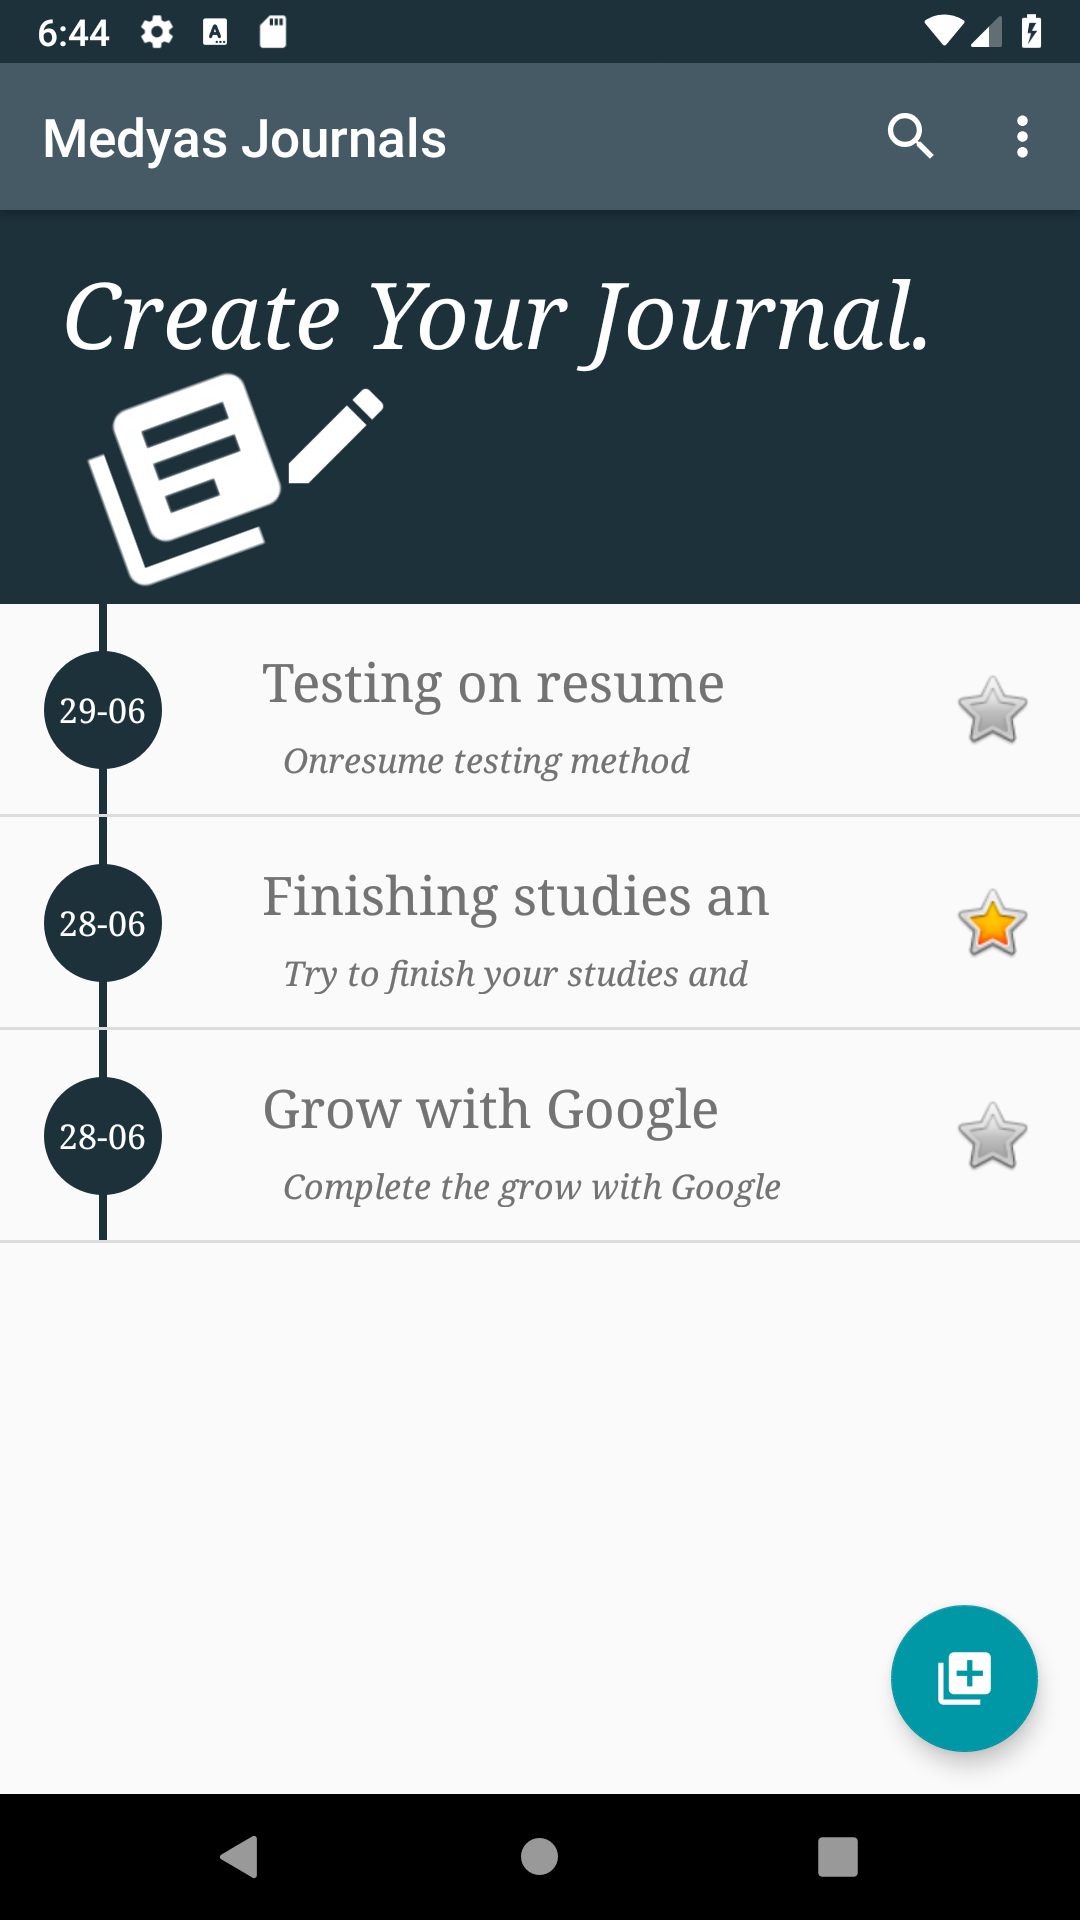 6:44
Medyas Journals
Create Your Journal.
29-06
Testing on resume
Onresume testing method
28-06
Finishing studies an
Try to finish your studies and
28-06
Grow with Google
Complete the grow with Google